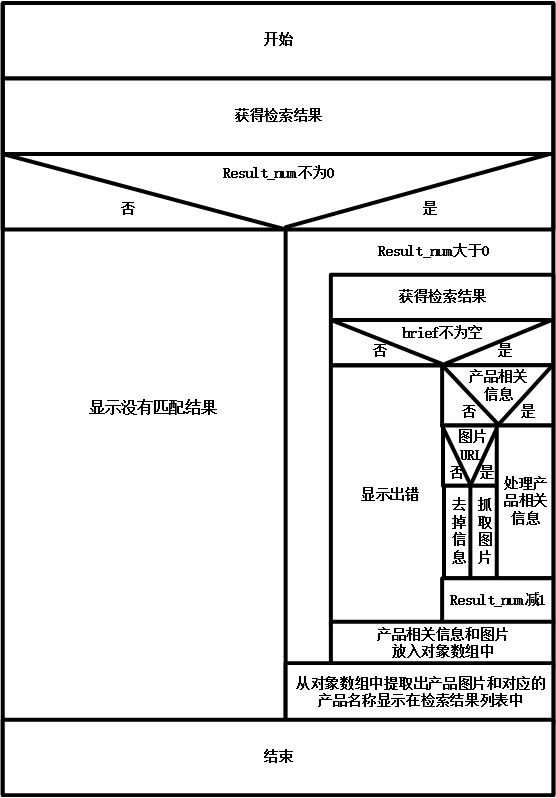 开始
获得检索结果
Result_num不为0
否
是
Result_num大于0
获得检索结果
brief不为空
否
是
产品相关
信息
否
是
图片
URL
否
是
显示没有匹配结果
显示出错
去掉信息
抓取图片
处理产
品相关
信息
Result_num减1
产品相关信息和图片
放入对象数组中
从对象数组中提取出产品图片和对应的
产品名称显示在检索结果列表中
结束